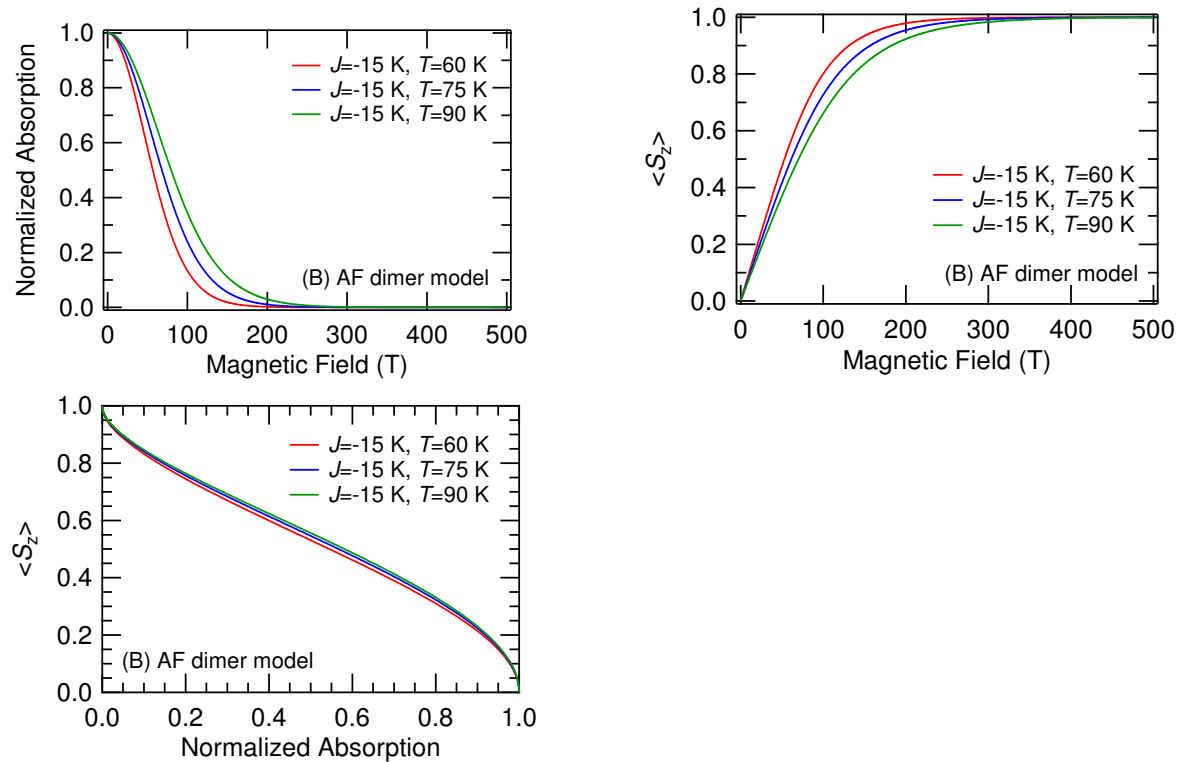 1.0
0.8
0.6
0.4
0.2
0.0
Normalized Absorption
J=-15 K, T=60 K
J=-15 K, T=75 K
J=-15 K, T=90 K
(B) AF dimer model
0 100 200 300 400 500
Magnetic Field (T)
1.0
0.8
0.6
0.4
0.2
0.0
<Sz>
J=-15 K, T=60 K
J=-15 K, T=75 K
J=-15 K, T=90 K
(B) AF dimer model
0 100 200 300 400 500
Magnetic Field (T)
1.0
0.8
0.6
0.4
0.2
0.0
<Sz>
J=-15 K, T=60 K
J=-15 K, T=75 K
J=-15 K, T=90 K
(B) AF dimer model
0.0 0.2 0.4 0.6 0.8 1.0
Normalized Absorption